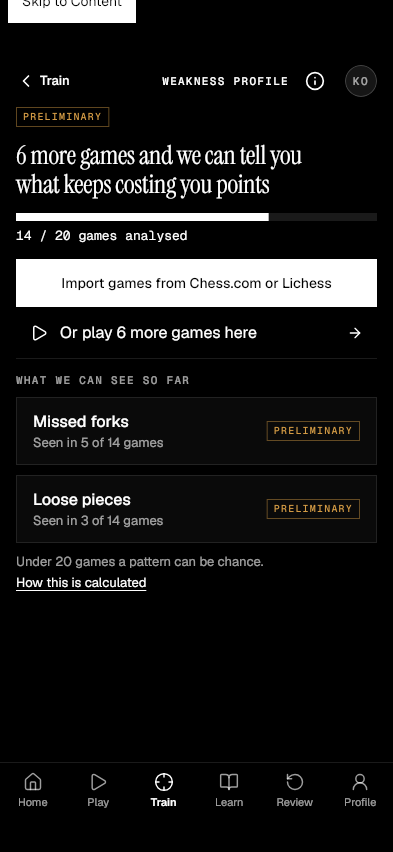 Skip to Content
Train
WEAKNESS PROFILE
KO
PRELIMINARY
6 more games and we can tell you
what keeps costing you points
14 / 20 games analysed
Import games from Chess.com or Lichess
Or play 6 more games here
WHAT WE CAN SEE SO FAR
Missed forks
Seen in 5 of 14 games
PRELIMINARY
Loose pieces
Seen in 3 of 14 games
PRELIMINARY
Under 20 games a pattern can be chance.
How this is calculated
Home
Play
Train
Learn
Review
Profile